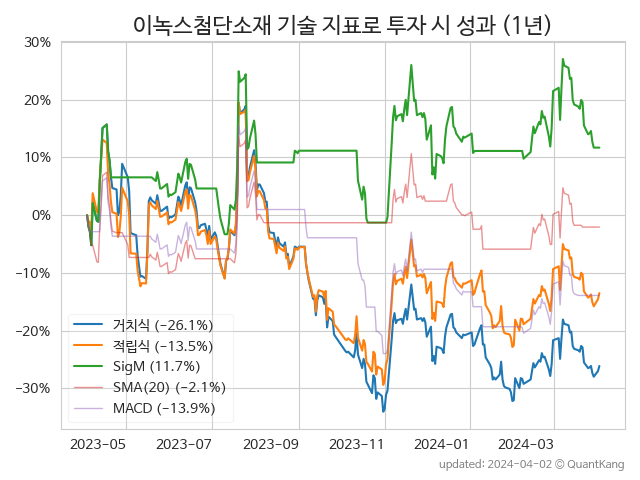 이녹스첨단소재 기술 지표로 투자 시 성과 (1년)
30%
20%
10%
0%
−10%
−20%
−30%
거치식 (−26.1%)
적립식 (−13.5%)
SigM (11.7%)
SMA(20) (−2.1%)
MACD (−13.9%)
2023-05
2023-07
2023-09
2023-11
2024-01
2024-03
updated: 2024-04-02 © QuantKang